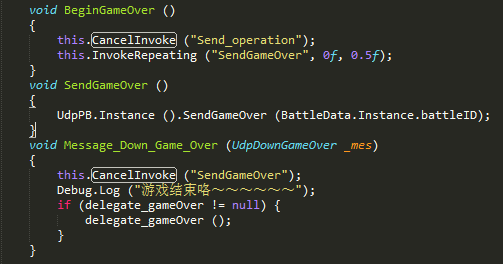 void BeginGameOver ()
{
this.CancelInvoke ("Send_operation");
this.InvokeRepeating ("SendGameOver", 0f, 0.5f);
}
void SendGameOver ()
{
UdpPB.Instance ().SendGameOver (BattleData.Instance.battleID);
}
void Message_Down_Game_Over (UdpDownGameOver _mes)
{
this.CancelInvoke ("SendGameOver");
Debug.Log ("游戏结束咯～～～～～～");
if (delegate_gameOver != null) {
delegate_gameOver ();
}
}